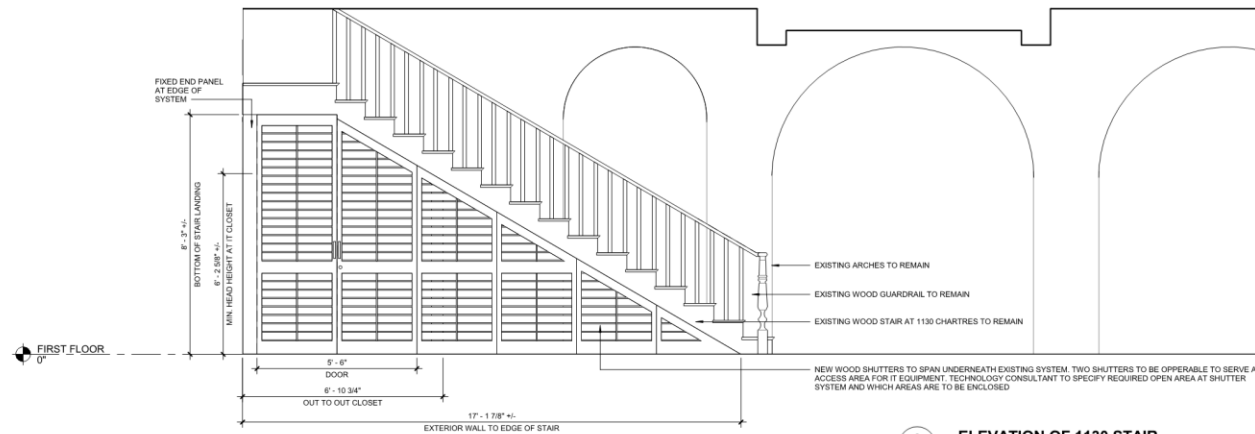 FIXED END PANEL
AT EDGE OF
SYSTEM
8' - 3" +/-
BOTTOM OF STAIR LANDING
6' - 2 5/8" +/-
MIN. HEAD HEIGHT AT IT CLOSET
EXISTING ARCHES TO REMAIN
EXISTING WOOD GUARDRAIL TO REMAIN
EXISTING WOOD STAIR AT 1130 CHARTRES TO REMAIN
FIRST FLOOR
0"
5' - 6"
DOOR
6' - 10 3/4"
OUT TO OUT CLOSET
17' - 1 7/8" +/-
EXTERIOR WALL TO EDGE OF STAIR
NEW WOOD SHUTTERS TO SPAN UNDERNEATH EXISTING SYSTEM. TWO SHUTTERS TO BE OPPERABLE TO SERVE A
ACCESS AREA FOR IT EQUIPMENT. TECHNOLOGY CONSULTANT TO SPECIFY REQUIRED OPEN AREA AT SHUTTER
SYSTEM AND WHICH AREAS ARE TO BE ENCLOSED
ELEVATION OF 1130 STAIR